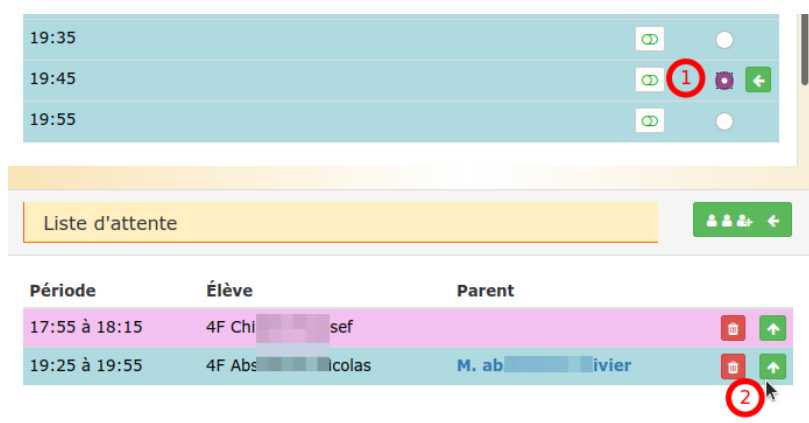 19:35
19:45 1
19:55
Liste d'attente
Période Élève Parent
17:55 à 18:15 4F Chi sef
19:25 à 19:55 4F Abs icolas M. ab ivier
2